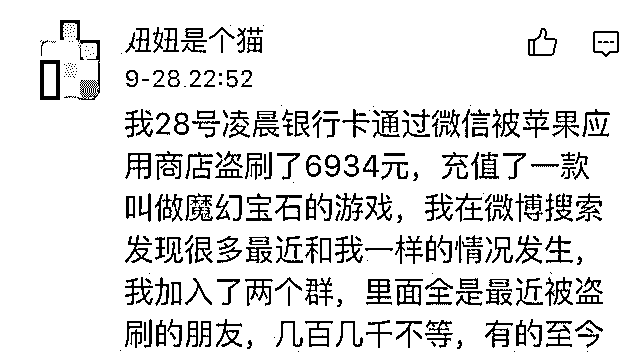 妞妞是个猫
9-28 22:52
我28号凌晨银行卡通过微信被苹果应
用商店盗刷了6934元，充值了一款
叫做魔幻宝石的游戏，我在微博搜索
发现很多最近和我一样的情况发生，
我加入了两个群，里面全是最近被盗
刷的朋友，几百几千不等，有的至今